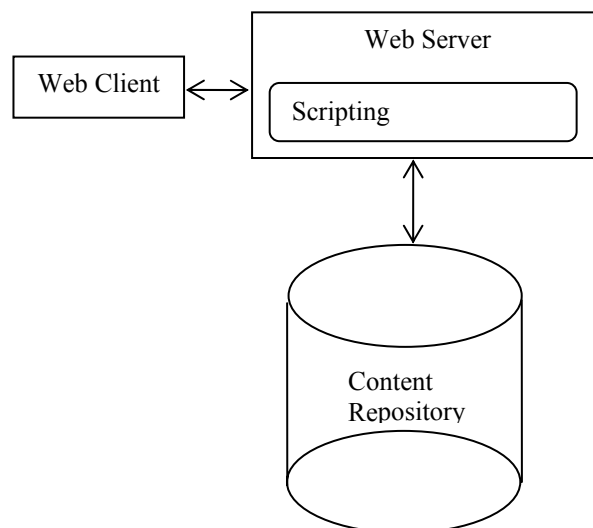 Web Server
Web Client
Scripting
Content
Repository